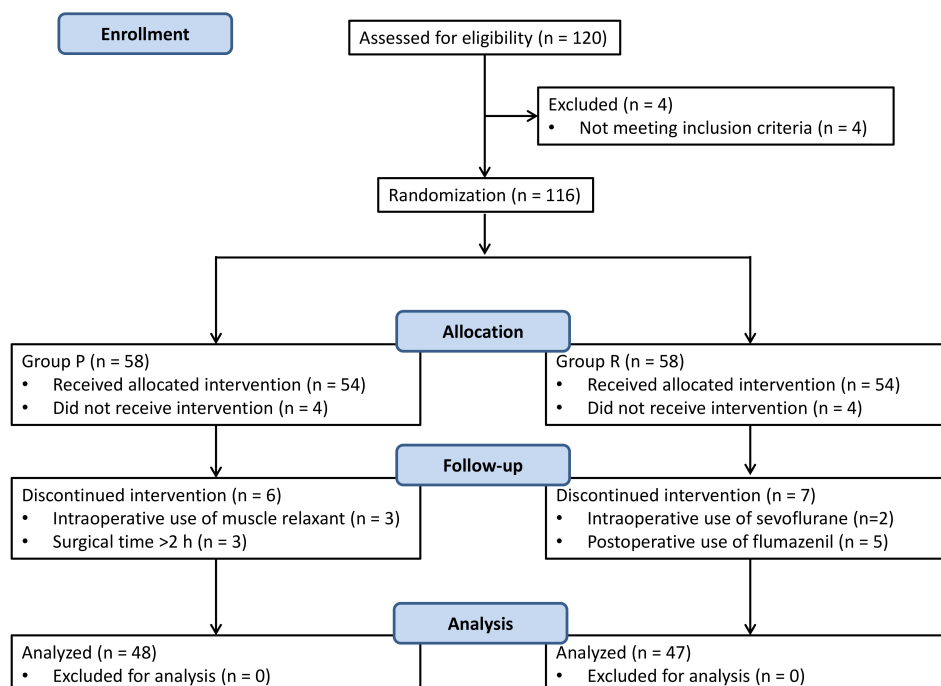 Enrollment
Assessed for eligibility (n = 120)
Excluded (n = 4)
• Not meeting inclusion criteria (n = 4)
Randomization (n = 116)
Allocation
Group P (n = 58)
• Received allocated intervention (n = 54)
• Did not receive intervention (n = 4)
Group R (n = 58)
• Received allocated intervention (n = 54)
• Did not receive intervention (n = 4)
Follow-up
Discontinued intervention (n = 6)
• Intraoperative use of muscle relaxant (n = 3)
• Surgical time >2 h (n = 3)
Discontinued intervention (n = 7)
• Intraoperative use of sevoflurane (n=2)
• Postoperative use of flumazenil (n = 5)
Analysis
Analyzed (n = 48)
• Excluded for analysis (n = 0)
Analyzed (n = 47)
• Excluded for analysis (n = 0)